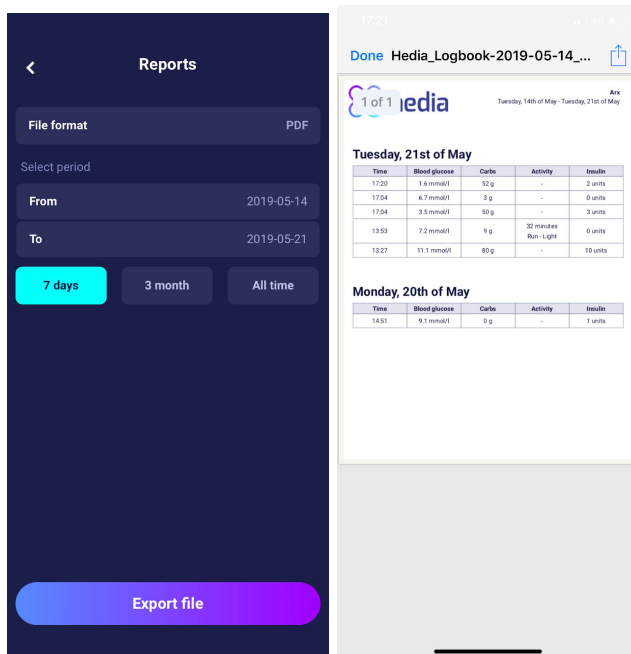 Reports
File format PDF
Select period
From 2019-05-14
To 2019-05-21
7 days 3 month All time
Export file
17:21 4G
Done Hedia_Logbook-2019-05-14_...
1 of 1 hedia
Arx
Tuesday, 14th of May - Tuesday, 21st of May
Tuesday, 21st of May
Time Blood glucose Carbs Activity Insulin
17:20 1.6 mmol/l 52 g - 2 units
17:04 6.7 mmol/l 3 g - 0 units
17:04 3.5 mmol/l 50 g - 3 units
13:53 7.2 mmol/l 9 g 32 minutes Run - Light 0 units
13:27 11.1 mmol/l 80 g - 10 units
Monday, 20th of May
Time Blood glucose Carbs Activity Insulin
14:51 9.1 mmol/l 0 g - 1 units